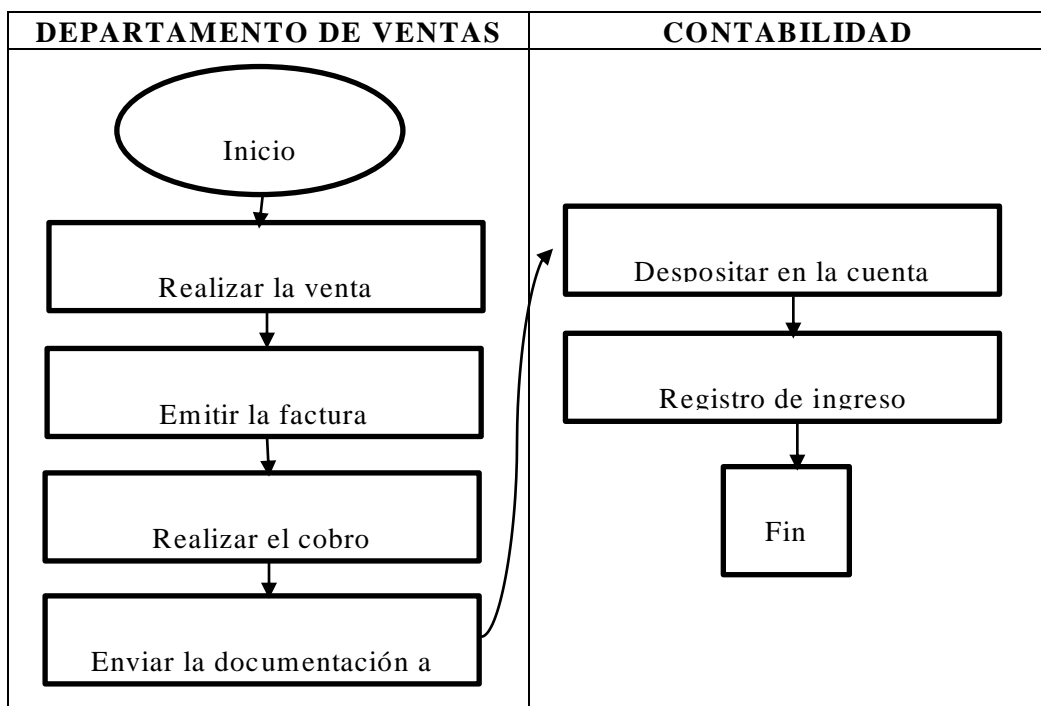 DEPARTAMENTO DE VENTAS
CONTABILIDAD
Inicio
Realizar la venta
Emitir la factura
Realizar el cobro
Enviar la documentación a
Despositar en la cuenta
Registro de ingreso
Fin